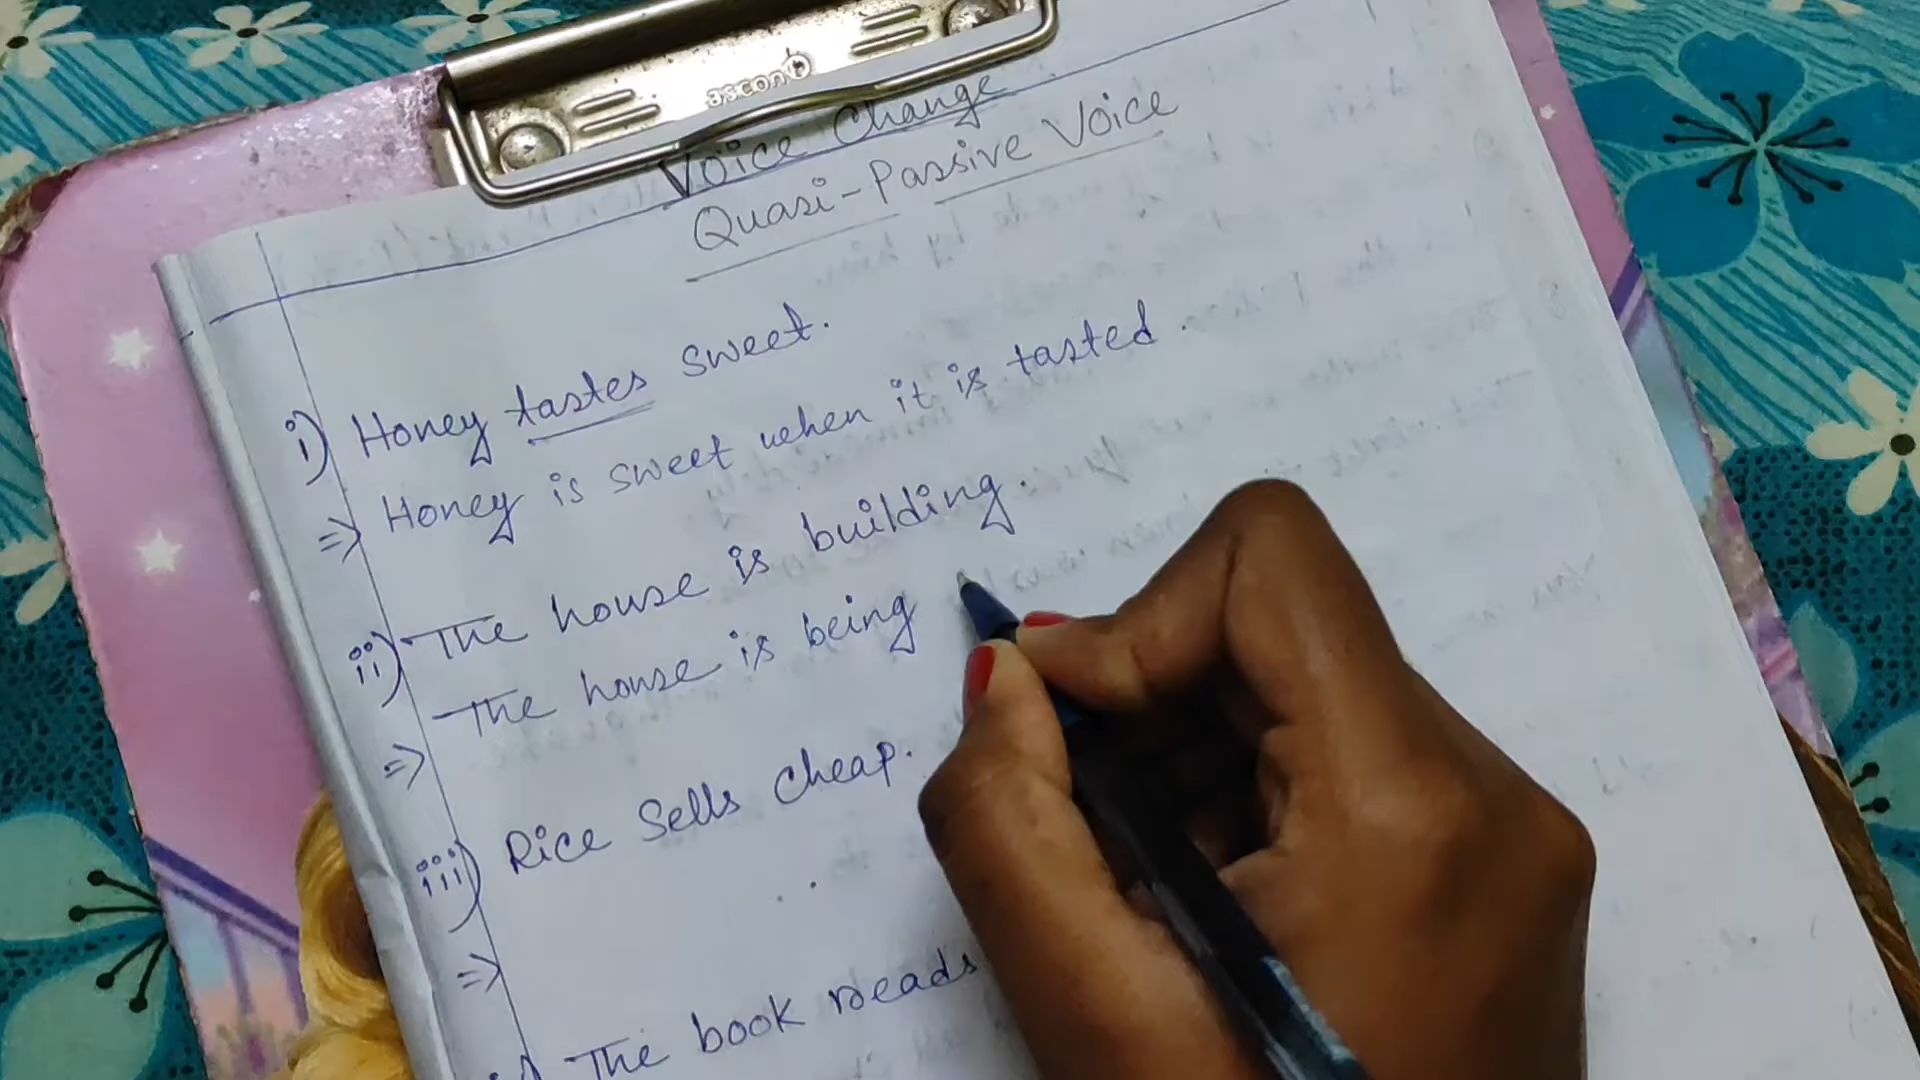 ascon
Voice Change
Quasi-Passive Voice
i) Honey tastes sweet.
=> Honey is sweet when it is tasted.
ii) The house is building.
=> The house is being
iii) Rice Sells cheap.
=>
The book reads